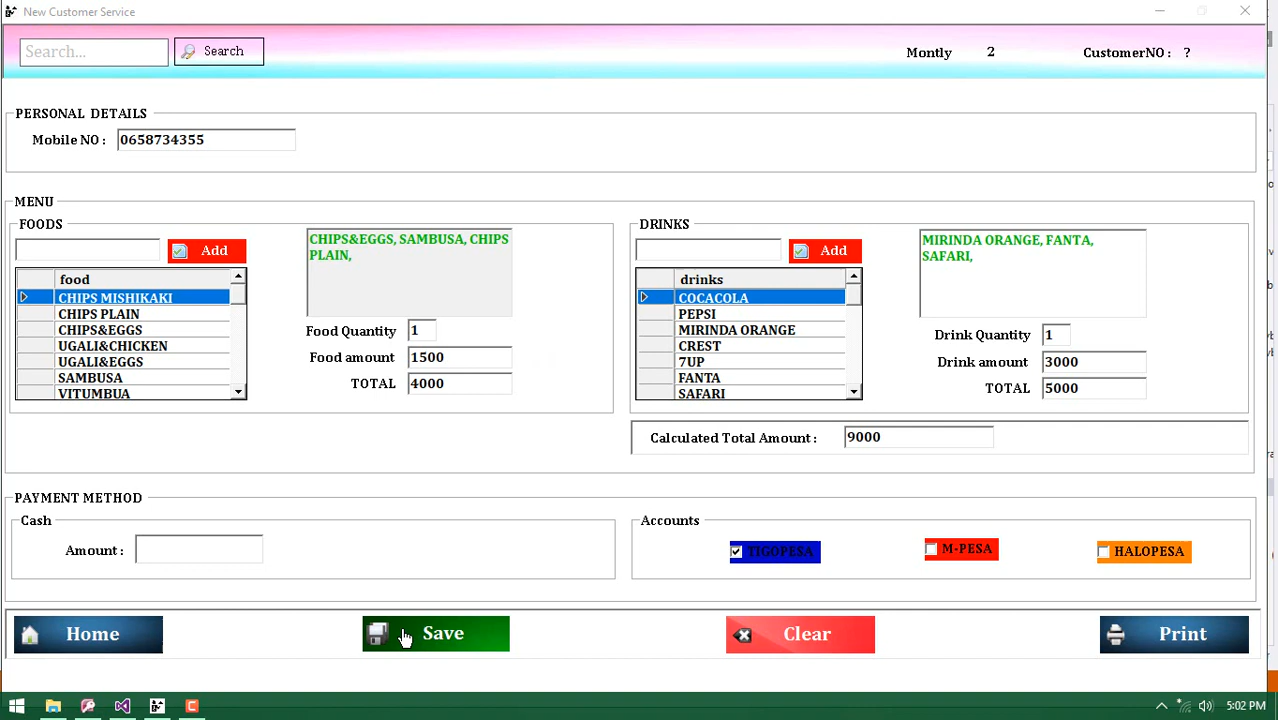 New Customer Service
Search...
Search
Montly 2 CustomerNO : ?
PERSONAL DETAILS
Mobile NO : 0658734355
MENU
FOODS
Add
food
CHIPS MISHIKAKI
CHIPS PLAIN
CHIPS&EGGS
UGALI&CHICKEN
UGALI&EGGS
SAMBUSA
VITUMBUA
CHIPS&EGGS, SAMBUSA, CHIPS
PLAIN,
Food Quantity 1
Food amount 1500
TOTAL 4000
DRINKS
Add
drinks
COCACOLA
PEPSI
MIRINDA ORANGE
CREST
7UP
FANTA
SAFARI
MIRINDA ORANGE, FANTA,
SAFARI,
Drink Quantity 1
Drink amount 3000
TOTAL 5000
Calculated Total Amount : 9000
PAYMENT METHOD
Cash
Amount :
Accounts
TIGOPESA
M-PESA
HALOPESA
Home
Save
Clear
Print
5:02 PM